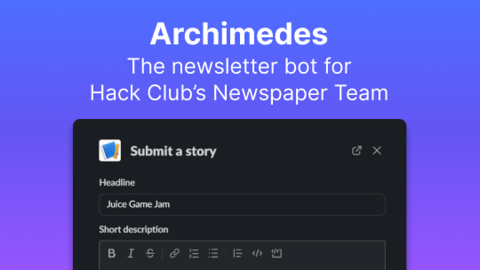 Archimedes
The newsletter bot for
Hack Club’s Newspaper Team
Submit a story
Headline
Juice Game Jam
Short description